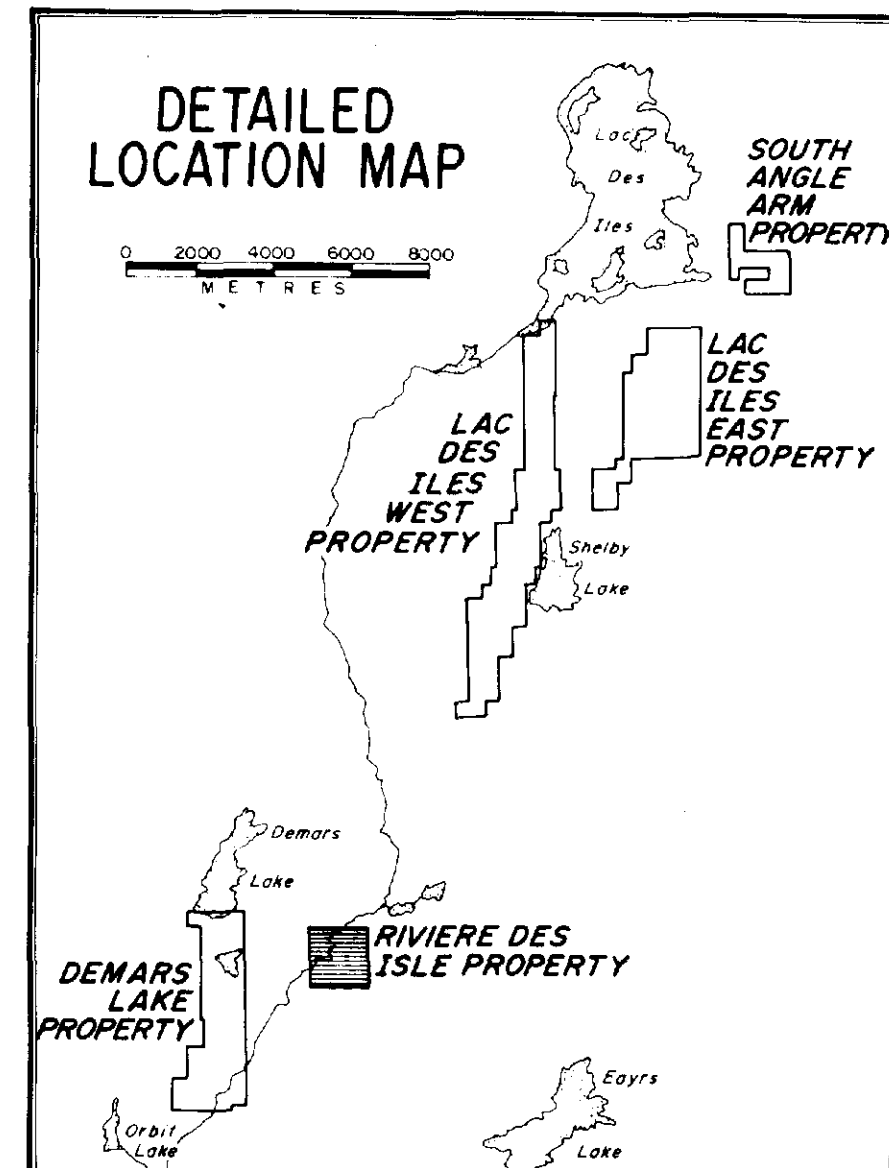 DETAILED
LOCATION MAP
0 2000 4000 6000 8000
METRES
Lac
Des
Iles
SOUTH
ANGLE
ARM
PROPERTY
LAC
DES
ILES
EAST
PROPERTY
LAC
DES
ILES
WEST
PROPERTY
Shelby
Lake
Demars
Lake
RIVIERE DES
ISLE PROPERTY
DEMARS
LAKE
PROPERTY
Orbit
Lake
Eayrs
Lake